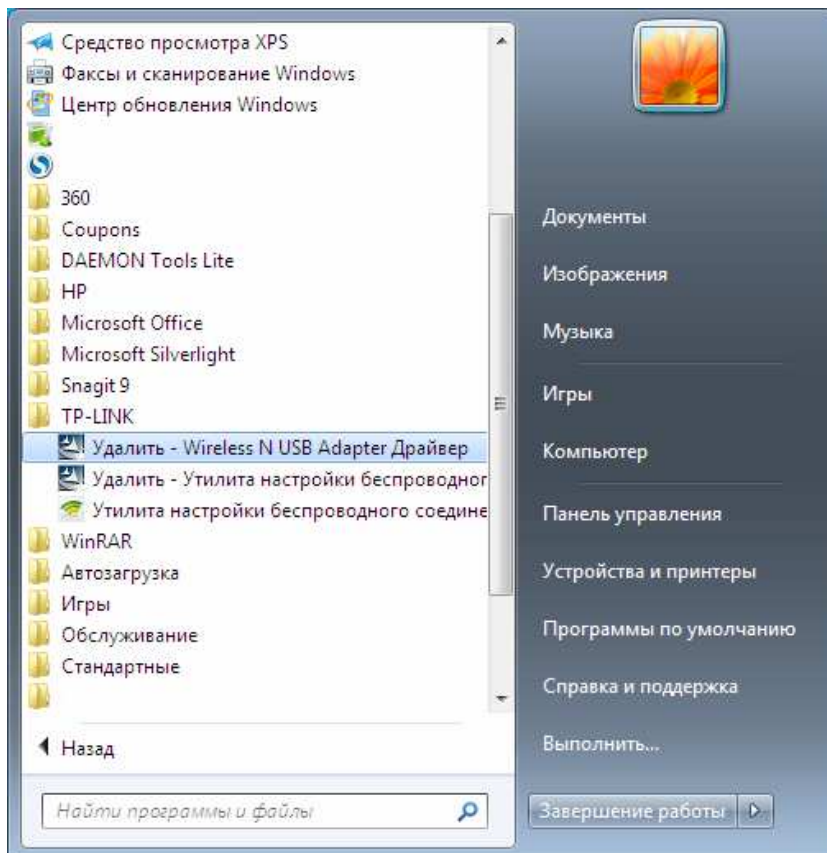 Средство просмотра XPS
Факсы и сканирование Windows
Центр обновления Windows
360
Coupons
DAEMON Tools Lite
HP
Microsoft Office
Microsoft Silverlight
Snagit 9
TP-LINK
Удалить - Wireless N USB Adapter Драйвер
Удалить - Утилита настройки беспроводног
Утилита настройки беспроводного соедине
WinRAR
Автозагрузка
Игры
Обслуживание
Стандартные
Назад
Найти программы и файлы
Документы
Изображения
Музыка
Игры
Компьютер
Панель управления
Устройства и принтеры
Программы по умолчанию
Справка и поддержка
Выполнить...
Завершение работы